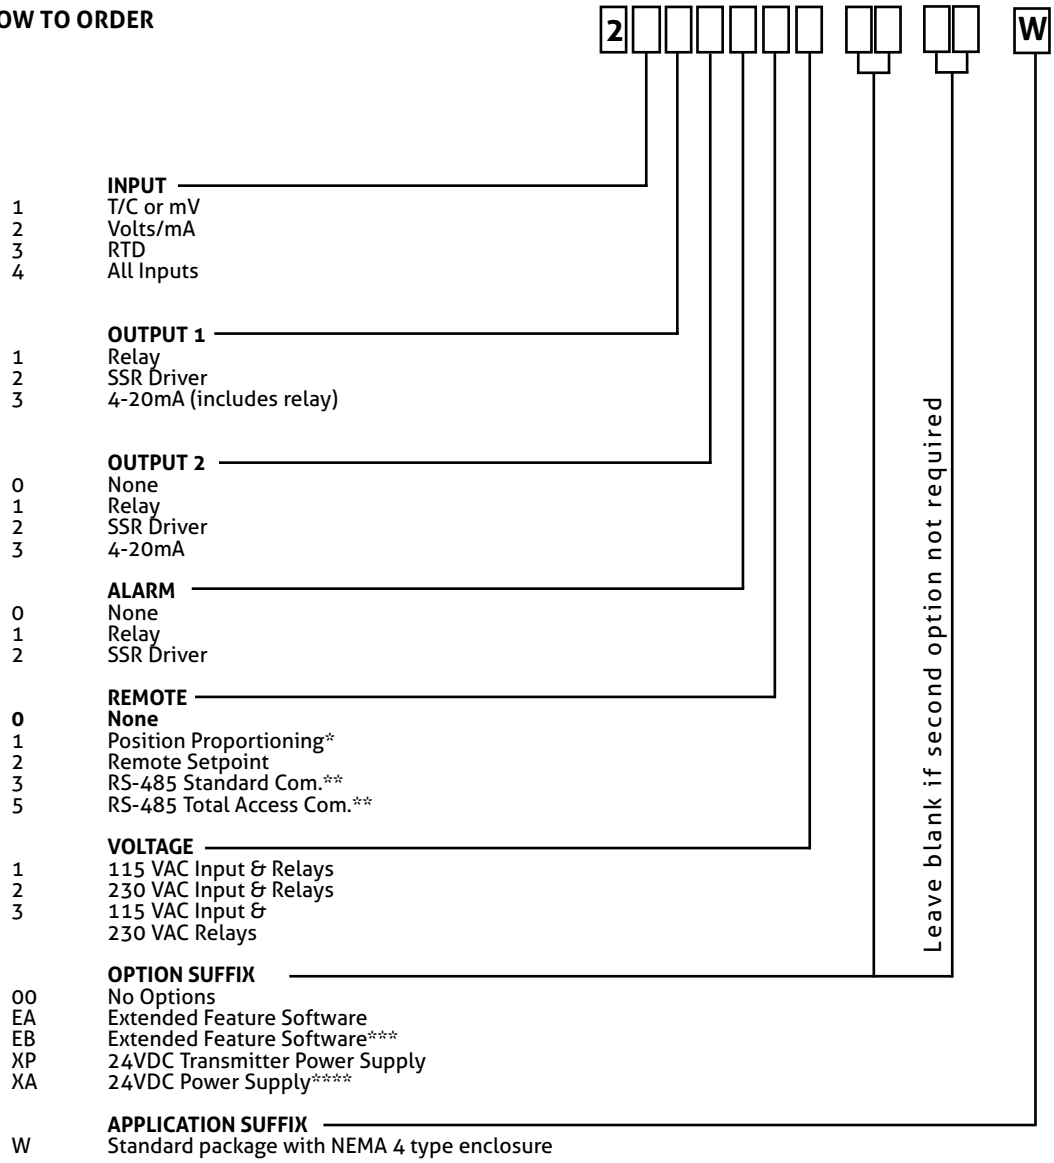 OW TO ORDER
2 W
INPUT
1 T/C or mV
2 Volts/mA
3 RTD
4 All Inputs
OUTPUT 1
1 Relay
2 SSR Driver
3 4-20mA (includes relay)
OUTPUT 2
0 None
1 Relay
2 SSR Driver
3 4-20mA
ALARM
0 None
1 Relay
2 SSR Driver
REMOTE
0 None
1 Position Proportioning*
2 Remote Setpoint
3 RS-485 Standard Com.**
5 RS-485 Total Access Com.**
VOLTAGE
1 115 VAC Input & Relays
2 230 VAC Input & Relays
3 115 VAC Input &
230 VAC Relays
OPTION SUFFIX
00 No Options
EA Extended Feature Software
EB Extended Feature Software***
XP 24VDC Transmitter Power Supply
XA 24VDC Power Supply****
APPLICATION SUFFIX
W Standard package with NEMA 4 type enclosure
Leave blank if second option not required